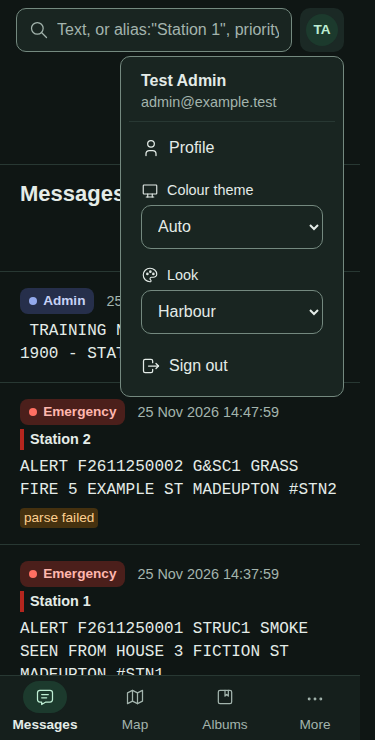 Text, or alias:"Station 1", priority
TA
Test Admin
admin@example.test
Profile
Colour theme
Auto
Look
Harbour
Sign out
Messages
Admin 25
TRAINING
1900 - STAT
Emergency 25 Nov 2026 14:47:59
Station 2
ALERT F2611250002 G&SC1 GRASS
FIRE 5 EXAMPLE ST MADEUPTON #STN2
parse failed
Emergency 25 Nov 2026 14:37:59
Station 1
ALERT F2611250001 STRUC1 SMOKE
SEEN FROM HOUSE 3 FICTION ST
MADEUPTON #STN1
Messages Map Albums More